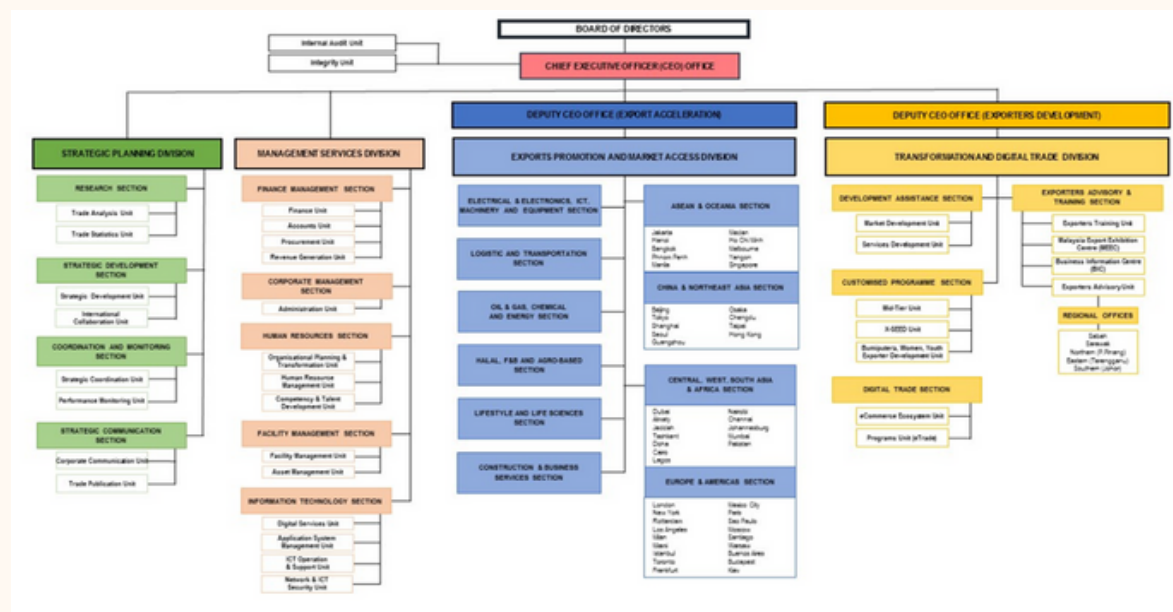 BOARD OF DIRECTORS
Internal Audit Unit
Integrity Unit
CHIEF EXECUTIVE OFFICER (CEO) OFFICE
STRATEGIC PLANNING DIVISION
RESEARCH SECTION
Trade Analysis Unit
Trade Statistics Unit
STRATEGIC DEVELOPMENT
SECTION
Strategic Development Unit
International
Collaboration Unit
COORDINATION AND MONITORING
SECTION
Strategic Coordination Unit
Performance Monitoring Unit
STRATEGIC COMMUNICATION
SECTION
Corporate Communication Unit
Trade Publication Unit
MANAGEMENT SERVICES DIVISION
FINANCE MANAGEMENT SECTION
Finance Unit
Accounts Unit
Procurement Unit
Revenue Generation Unit
CORPORATE MANAGEMENT
SECTION
Administration Unit
HUMAN RESOURCES SECTION
Organisational Planning &
Transformation Unit
Human Resource
Management Unit
Competency & Talent
Development Unit
FACILITY MANAGEMENT SECTION
Facility Management Unit
Asset Management Unit
INFORMATION TECHNOLOGY SECTION
Digital Services Unit
Application System
Management Unit
ICT Operation
& Support Unit
Network & ICT
Security Unit
DEPUTY CEO OFFICE (EXPORT ACCELERATION)
EXPORTS PROMOTION AND MARKET ACCESS DIVISION
ELECTRICAL & ELECTRONICS, ICT,
MACHINERY AND EQUIPMENT SECTION
LOGISTIC AND TRANSPORTATION
SECTION
OIL & GAS, CHEMICAL
AND ENERGY SECTION
HALAL, F&B AND AGRO-BASED
SECTION
LIFESTYLE AND LIFE SCIENCES
SECTION
CONSTRUCTION & BUSINESS
SERVICES SECTION
ASEAN & OCEANIA SECTION
Jakarta
Hanoi
Bangkok
Phnom Penh
Manila
Medan
Ho Chi Minh
Melbourne
Yangon
Singapore
CHINA & NORTHEAST ASIA SECTION
Beijing
Tokyo
Shanghai
Seoul
Guangzhou
Osaka
Chengdu
Taipei
Hong Kong
CENTRAL, WEST, SOUTH ASIA
& AFRICA SECTION
Dubai
Almaty
Jeddah
Tashkent
Doha
Cairo
Lagos
Nairobi
Chennai
Johannesburg
Mumbai
Pakistan
EUROPE & AMERICAS SECTION
London
New York
Rotterdam
Los Angeles
Milan
Miami
Istanbul
Toronto
Frankfurt
Mexico City
Paris
Sao Paulo
Moscow
Santiago
Warsaw
Buenos Aires
Budapest
Kiev
DEPUTY CEO OFFICE (EXPORTERS DEVELOPMENT)
TRANSFORMATION AND DIGITAL TRADE DIVISION
DEVELOPMENT ASSISTANCE SECTION
Market Development Unit
Services Development Unit
CUSTOMISED PROGRAMME SECTION
Mid-Tier Unit
X-SEED Unit
Bumiputera, Women, Youth
Exporter Development Unit
DIGITAL TRADE SECTION
eCommerce Ecosystem Unit
Programs Unit (eTrade)
EXPORTERS ADVISORY &
TRAINING SECTION
Exporters Training Unit
Malaysia Export Exhibition
Centre (MEEC)
Business Information Centre
(BIC)
Exporters Advisory Unit
REGIONAL OFFICES
Sabah
Sarawak
Northern (P.Pinang)
Eastern (Terengganu)
Southern (Johor)